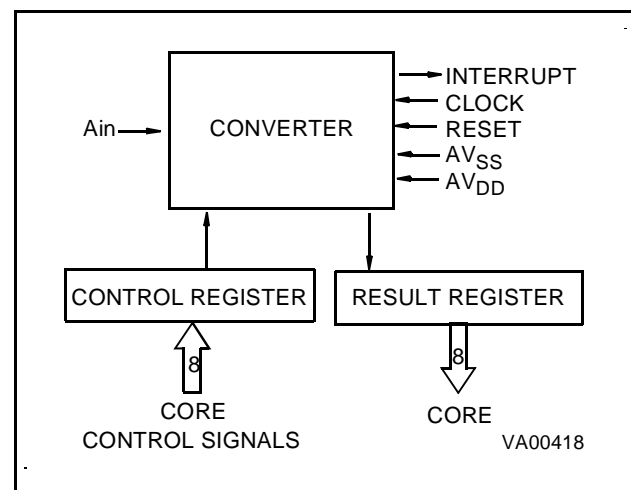 INTERRUPT
CLOCK
Ain
CONVERTER
RESET
AVSS
AVDD
CONTROL REGISTER
RESULT REGISTER
8
8
CORE
CONTROL SIGNALS
CORE
VA00418